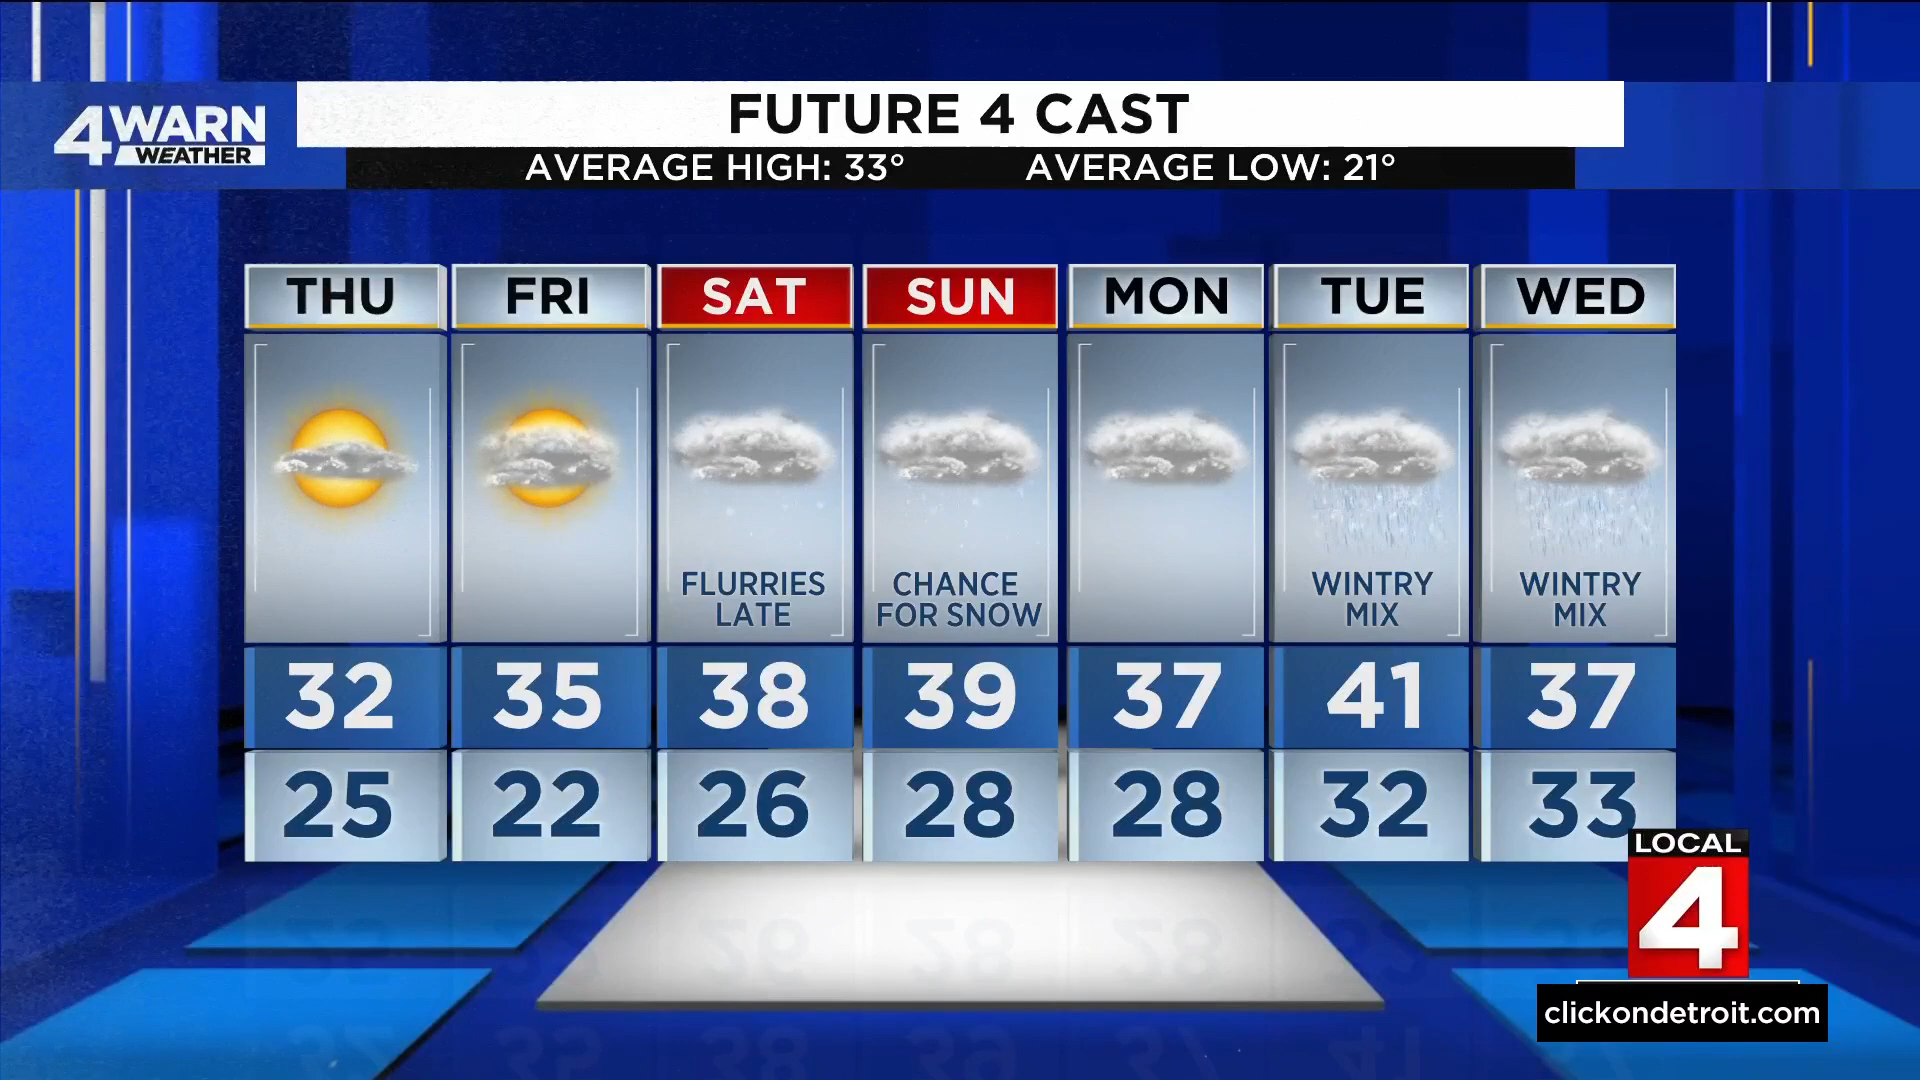 4WARN
WEATHER
FUTURE 4 CAST
AVERAGE HIGH: 33° AVERAGE LOW: 21°
THU FRI SAT SUN MON TUE WED
FLURRIES LATE
CHANCE FOR SNOW
WINTRY MIX
WINTRY MIX
32 35 38 39 37 41 37
25 22 26 28 28 32 33
LOCAL
4
clickondetroit.com